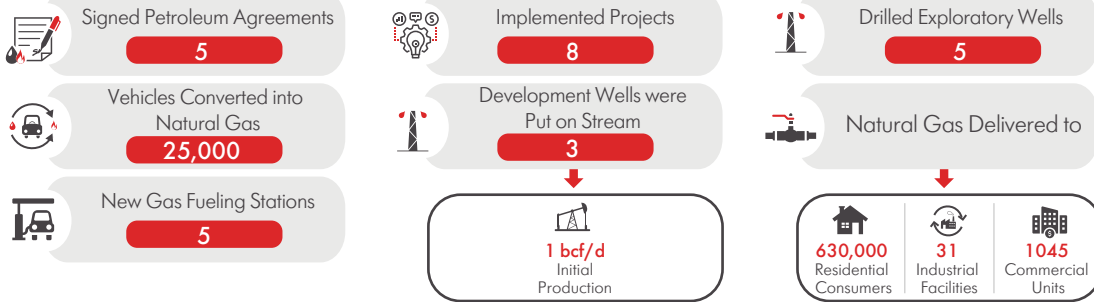 Signed Petroleum Agreements
5
Vehicles Converted into
Natural Gas
25,000
New Gas Fueling Stations
5
Implemented Projects
8
Development Wells were
Put on Stream
3
1 bcf/d
Initial
Production
Drilled Exploratory Wells
5
Natural Gas Delivered to
630,000
Residential
Consumers
31
Industrial
Facilities
1045
Commercial
Units